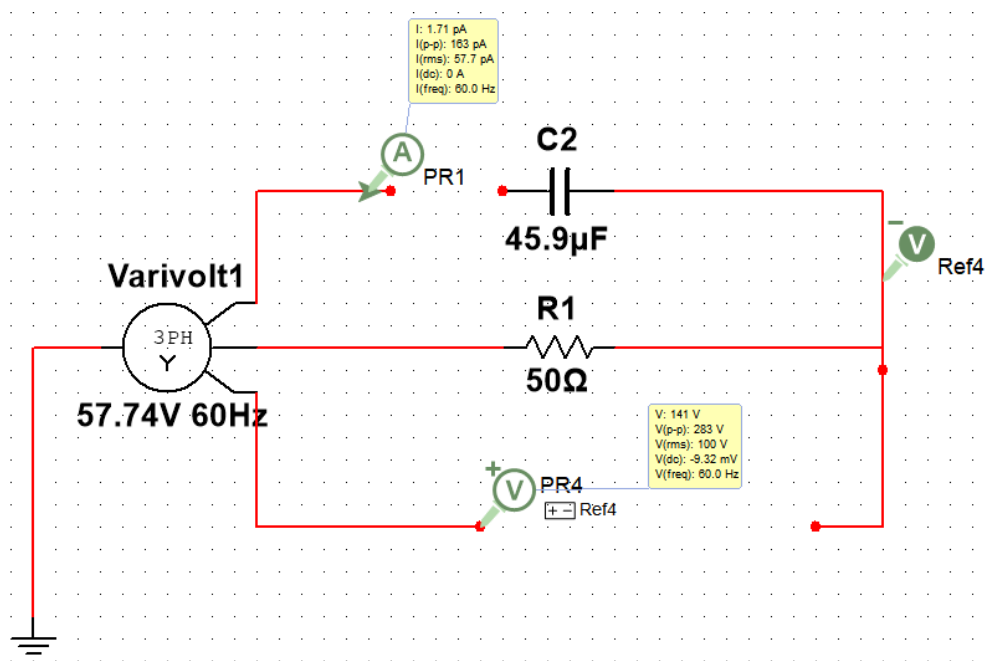 I: 1.71 pA
I(p-p): 163 pA
I(rms): 57.7 pA
I(dc): 0 A
I(freq): 60.0 Hz
A
PR1
C2
45.9µF
V
Ref4
Varivolt1
3PH
Y
57.74V 60Hz
R1
50Ω
V: 141 V
V(p-p): 283 V
V(rms): 100 V
V(dc): -9.32 mV
V(freq): 60.0 Hz
+
V
PR4
+ - Ref4